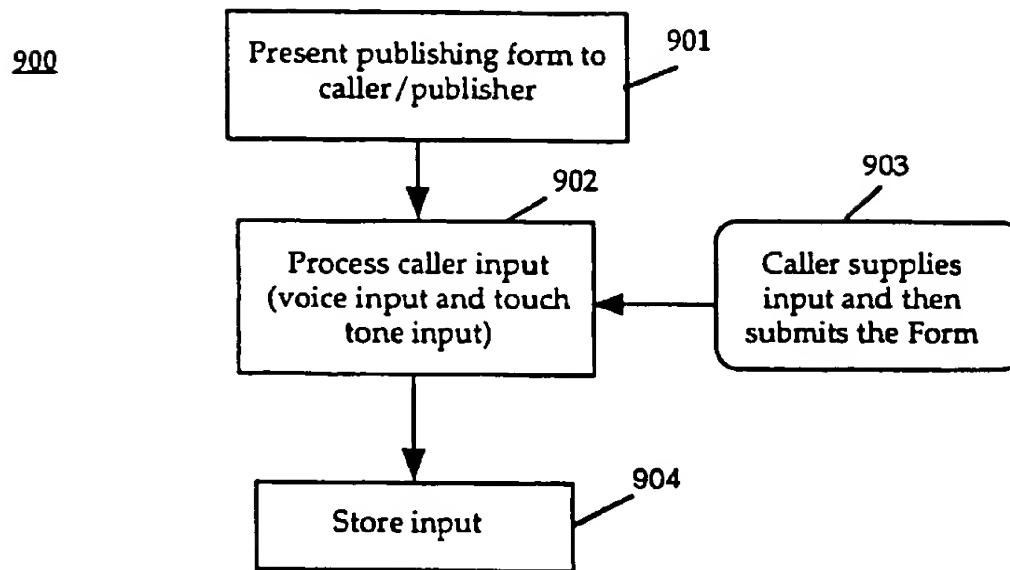 900
Present publishing form to
caller/publisher
901
902
Process caller input
(voice input and touch
tone input)
903
Caller supplies
input and then
submits the Form
904
Store input